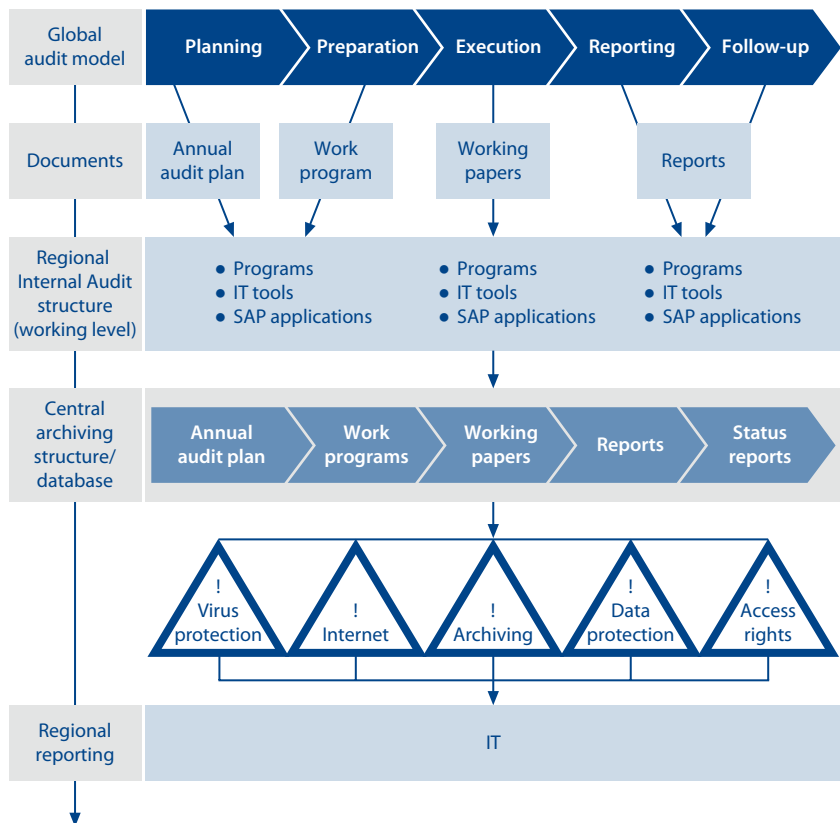 Global
audit model
Planning
Preparation
Execution
Reporting
Follow-up
Documents
Annual
audit plan
Work
program
Working
papers
Reports
Regional
Internal Audit
structure
(working level)
● Programs
● IT tools
● SAP applications
● Programs
● IT tools
● SAP applications
● Programs
● IT tools
● SAP applications
Central
archiving
structure/
database
Annual
audit plan
Work
programs
Working
papers
Reports
Status
reports
!
Virus
protection
!
Internet
!
Archiving
!
Data
protection
!
Access
rights
Regional
reporting
IT